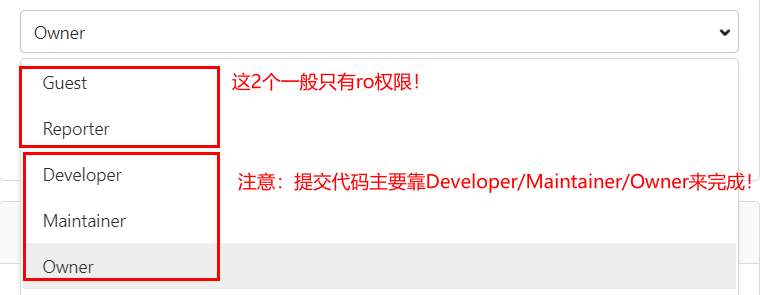 Owner
Guest
这2个一般只有ro权限！
Reporter
Developer
注意：提交代码主要靠Developer/Maintainer/Owner来完成！
Maintainer
Owner